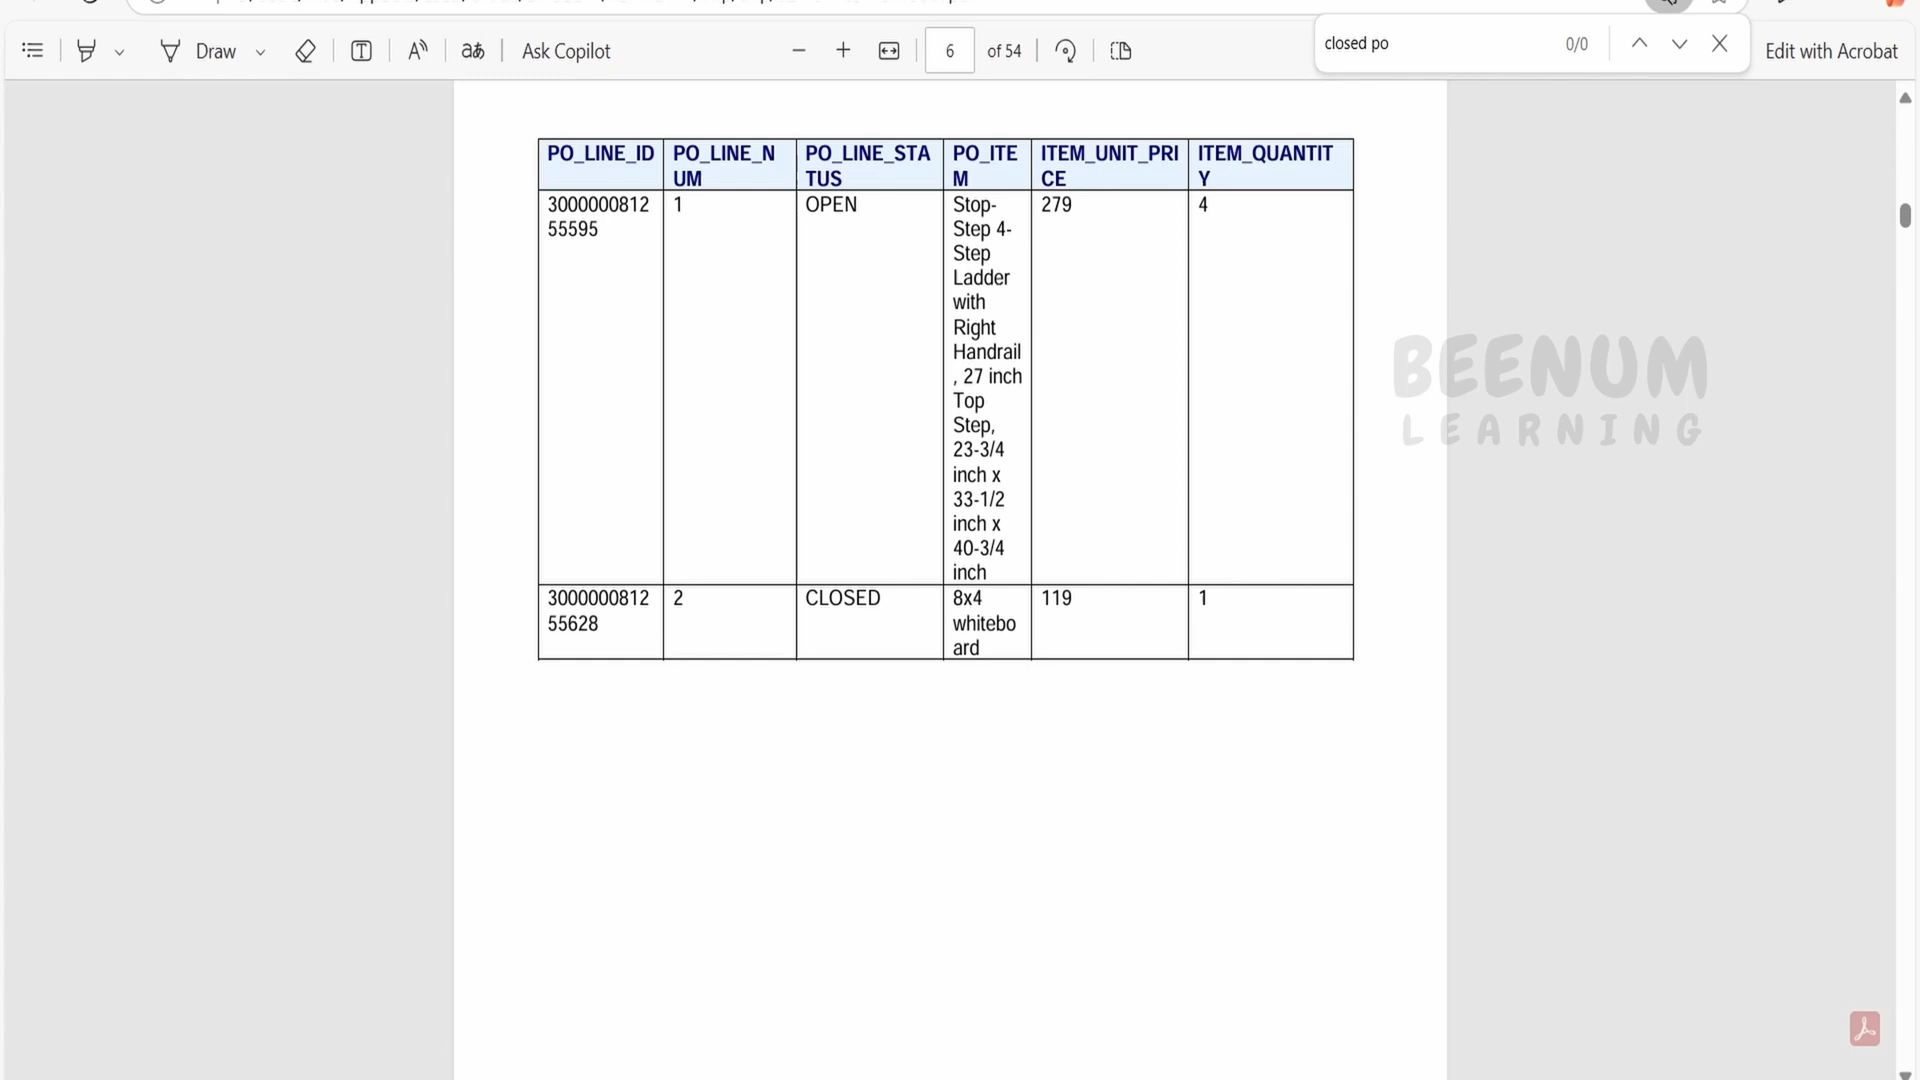 Draw
Ask Copilot
6 of 54
closed po 0/0
Edit with Acrobat
PO_LINE_ID PO_LINE_N PO_LINE_STA PO_ITE ITEM_UNIT_PRI ITEM_QUANTIT
UM TUS M CE Y
3000000812 1 OPEN Stop- 279 4
55595 Step 4-
Step
Ladder
with
Right
Handrail
, 27 inch
Top
Step,
23-3/4
inch x
33-1/2
inch x
40-3/4
inch
3000000812 2 CLOSED 8x4 119 1
55628 whitebo
ard
BEENUM
LEARNING